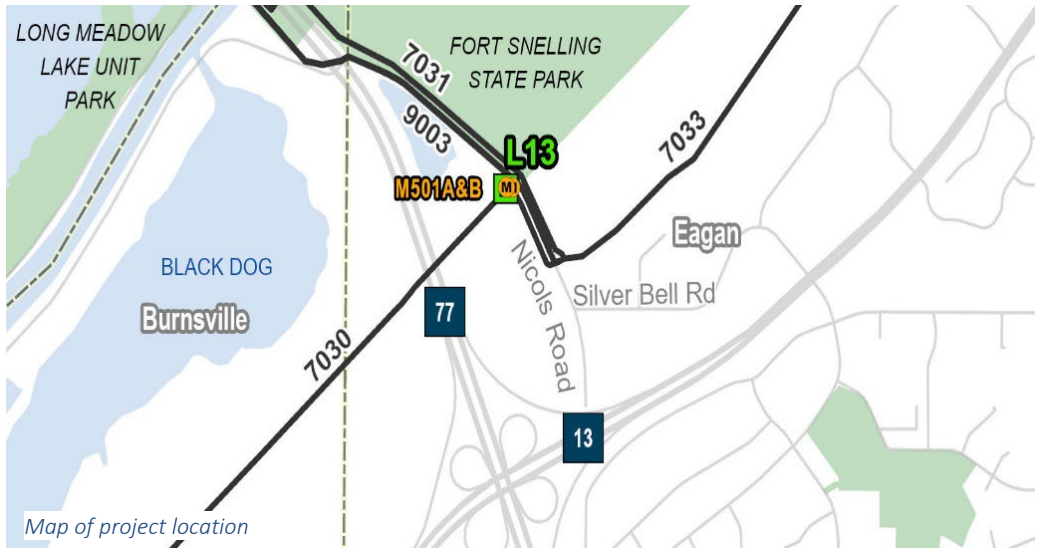 LONG MEADOW
LAKE UNIT
PARK
FORT SNELLING
STATE PARK
7031
9003
7033
L13
M501A&B
M
Eagan
Nicols Road
Silver Bell Rd
BLACK DOG
Burnsville
77
7030
13
Map of project location